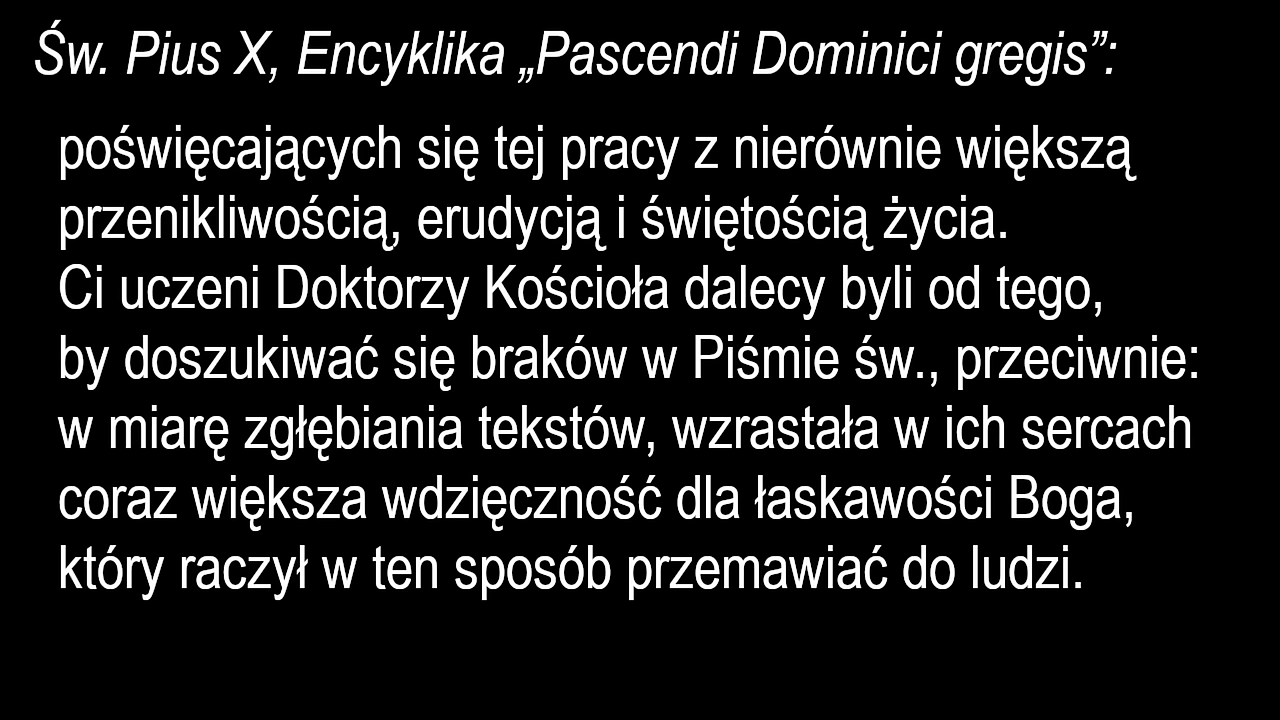 Św. Pius X, Encyklika „Pascendi Dominici gregis”:
poświęcających się tej pracy z nierównie większą
przenikliwością, erudycją i świętością życia.
Ci uczeni Doktorzy Kościoła dalecy byli od tego,
by doszukiwać się braków w Piśmie św., przeciwnie:
w miarę zgłębiania tekstów, wzrastała w ich sercach
coraz większa wdzięczność dla łaskawości Boga,
który raczył w ten sposób przemawiać do ludzi.